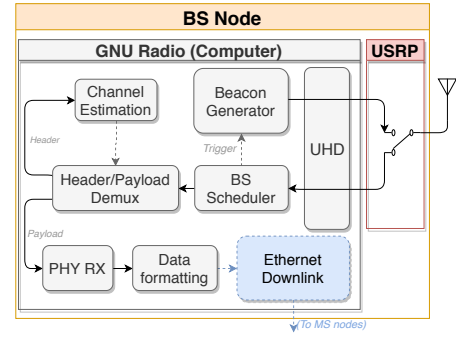 BS Node
GNU Radio (Computer)
USRP
Channel
Estimation
Beacon
Generator
UHD
Header
Trigger
Header/Payload
Demux
BS
Scheduler
Payload
PHY RX
Data
formatting
Ethernet
Downlink
(To MS nodes)